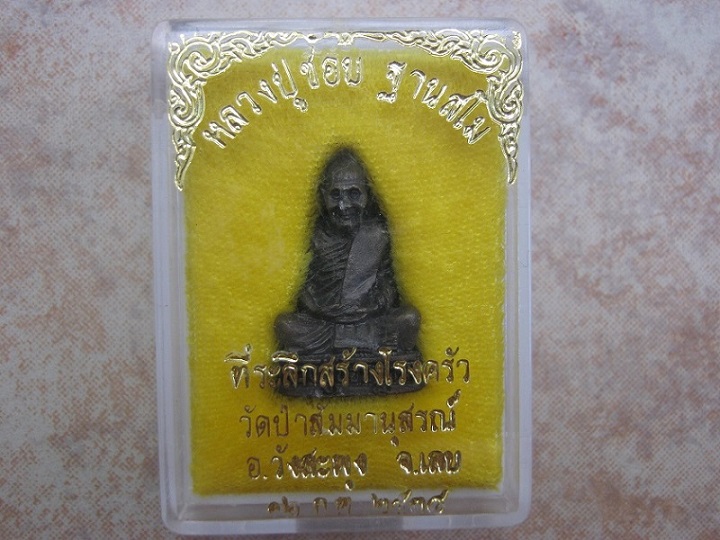 หลวงปู่ชอบ ฐานสโม
ที่ระลึกสร้างโรงครัว
วัดป่าสัมมานุสรณ์
อ.วังสะพุง จ.เลย